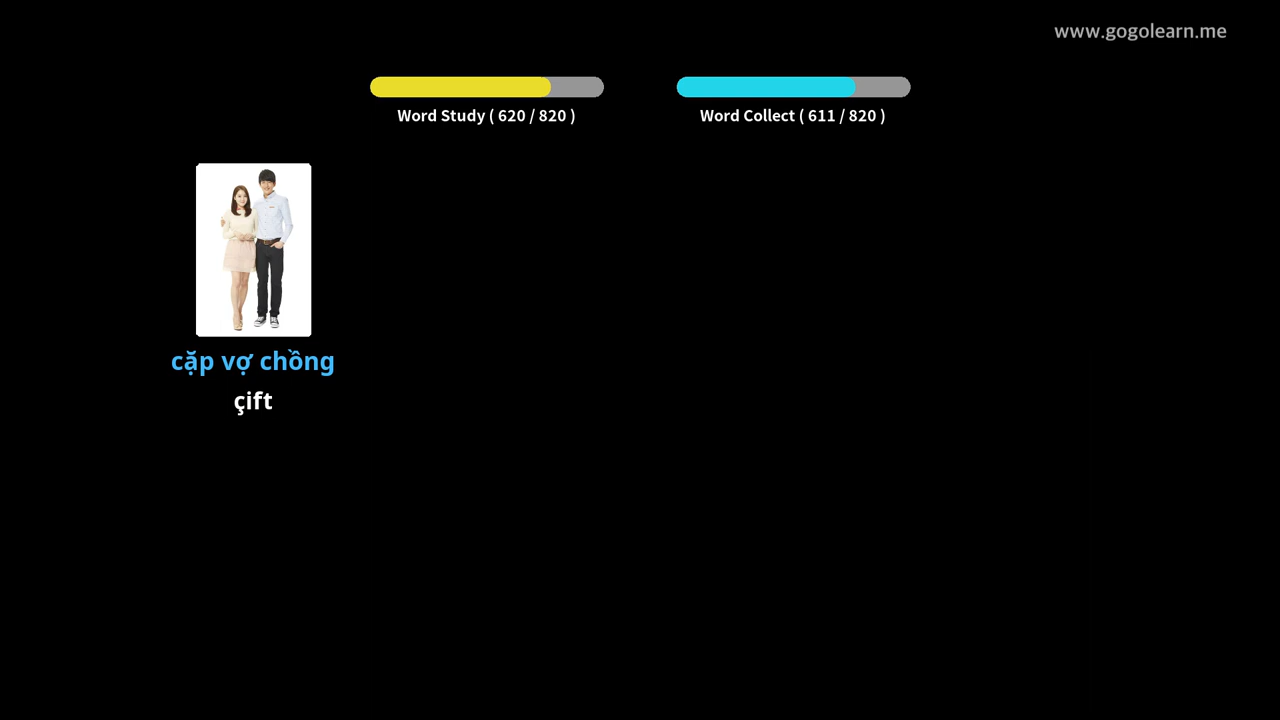 www.gogolearn.me
Word Study ( 620 / 820 )
Word Collect ( 611 / 820 )
cặp vợ chồng
çift